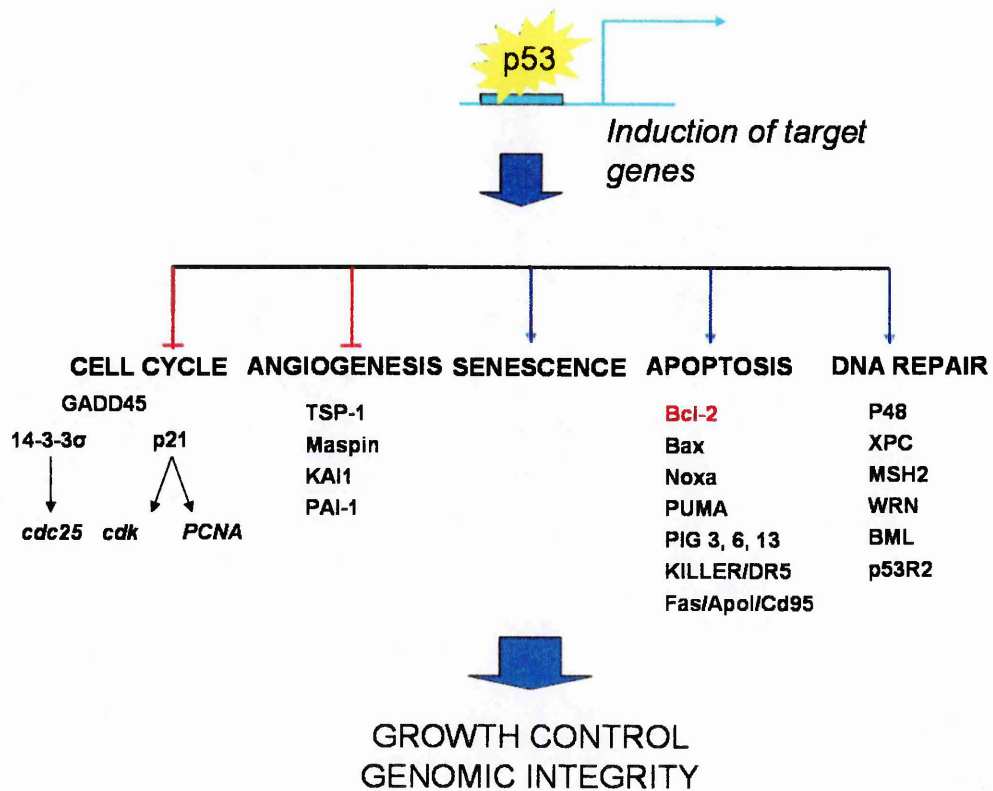 p53
Induction of target
genes
CELL CYCLE
GADD45
14-3-3σ p21
cdc25 cdk PCNA
ANGIOGENESIS
TSP-1
Maspin
KAI1
PAI-1
SENESCENCE
APOPTOSIS
Bcl-2
Bax
Noxa
PUMA
PIG 3, 6, 13
KILLER/DR5
Fas/Apol/Cd95
DNA REPAIR
P48
XPC
MSH2
WRN
BML
p53R2
GROWTH CONTROL
GENOMIC INTEGRITY